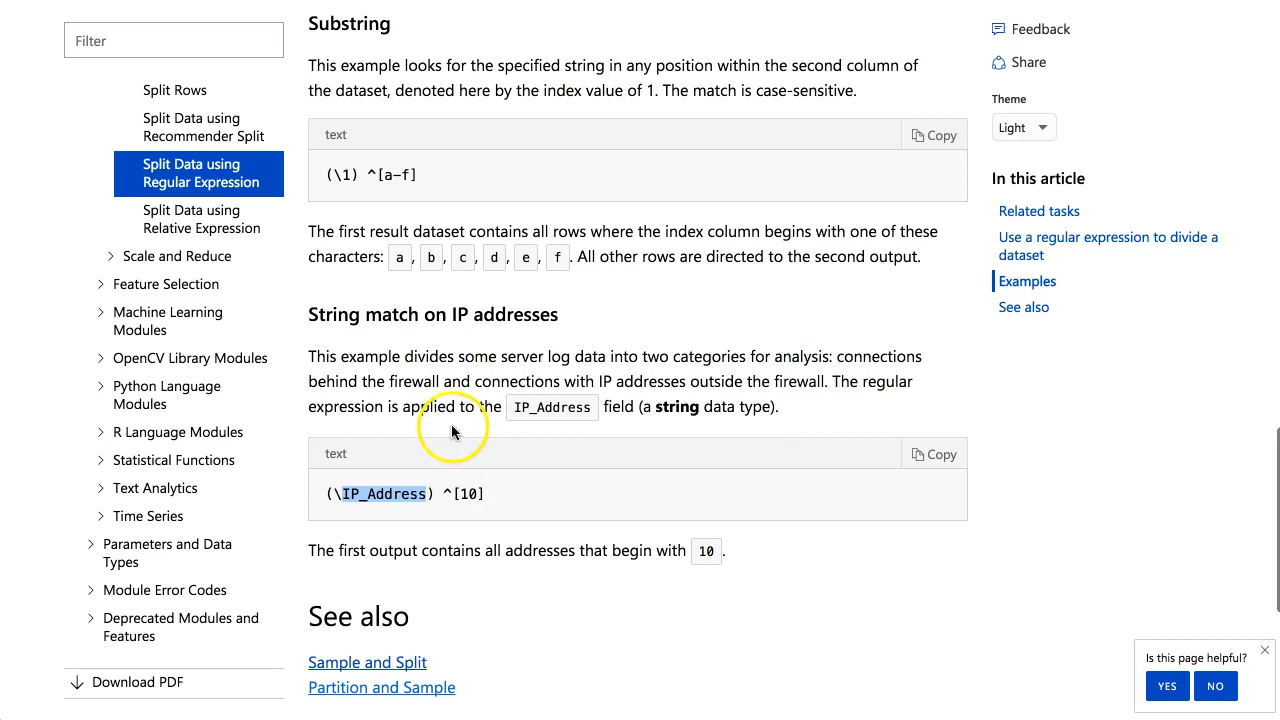 Filter
Split Rows
Split Data using
Recommender Split
Split Data using
Regular Expression
Split Data using
Relative Expression
Scale and Reduce
Feature Selection
Machine Learning
Modules
OpenCV Library Modules
Python Language
Modules
R Language Modules
Statistical Functions
Text Analytics
Time Series
Parameters and Data
Types
Module Error Codes
Deprecated Modules and
Features
Download PDF
Substring
This example looks for the specified string in any position within the second column of
the dataset, denoted here by the index value of 1. The match is case-sensitive.
text Copy
(\1) ^[a-f]
The first result dataset contains all rows where the index column begins with one of these
characters: a, b, c, d, e, f. All other rows are directed to the second output.
String match on IP addresses
This example divides some server log data into two categories for analysis: connections
behind the firewall and connections with IP addresses outside the firewall. The regular
expression is applied to the IP_Address field (a string data type).
text Copy
(\IP_Address) ^[10]
The first output contains all addresses that begin with 10.
See also
Sample and Split
Partition and Sample
Feedback
Share
Theme
Light
In this article
Related tasks
Use a regular expression to divide a
dataset
Examples
See also
Is this page helpful?
YES NO